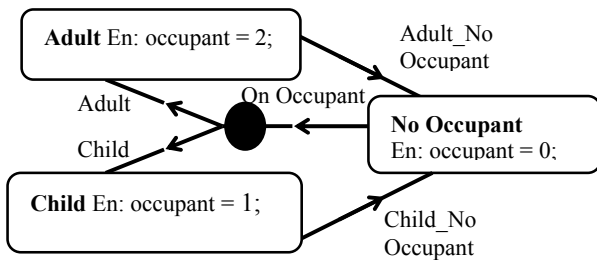 Adult En: occupant = 2;
Adult_No
Occupant
On Occupant
Adult
No Occupant
En: occupant = 0;
Child
Child En: occupant = 1;
Child_No
Occupant